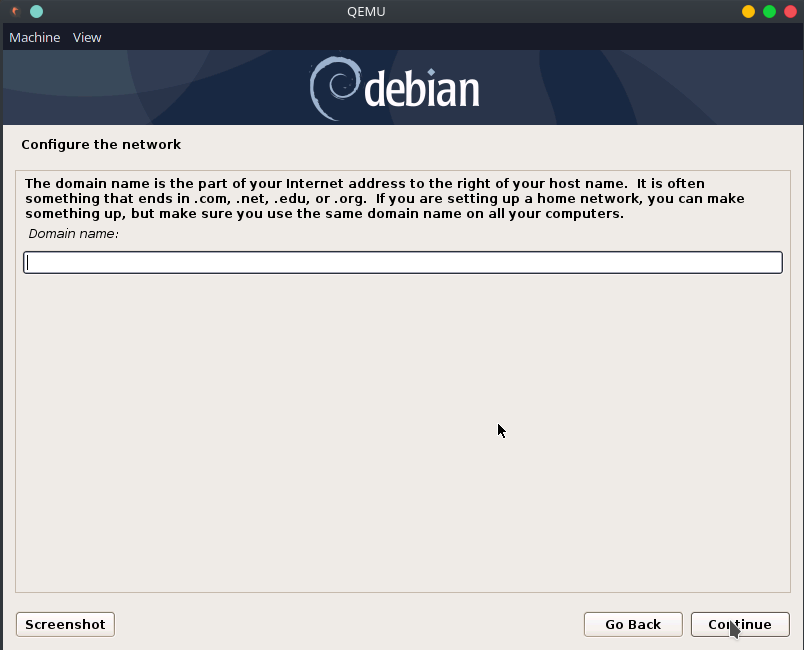 QEMU
Machine View
debian
Configure the network
The domain name is the part of your Internet address to the right of your host name.  It is often
something that ends in .com, .net, .edu, or .org.  If you are setting up a home network, you can make
something up, but make sure you use the same domain name on all your computers.
Domain name:
Screenshot Go Back Continue